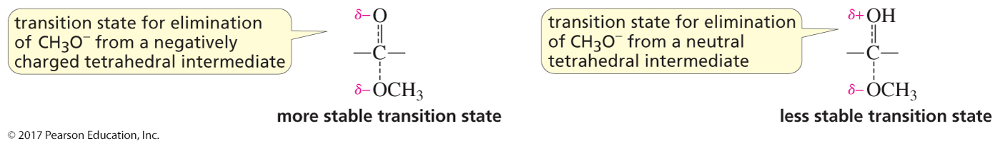 transition state for elimination
of CH₃O⁻ from a negatively
charged tetrahedral intermediate
δ−O
C
δ−OCH₃
more stable transition state
transition state for elimination
of CH₃O⁻ from a neutral
tetrahedral intermediate
δ+OH
C
δ−OCH₃
less stable transition state
© 2017 Pearson Education, Inc.